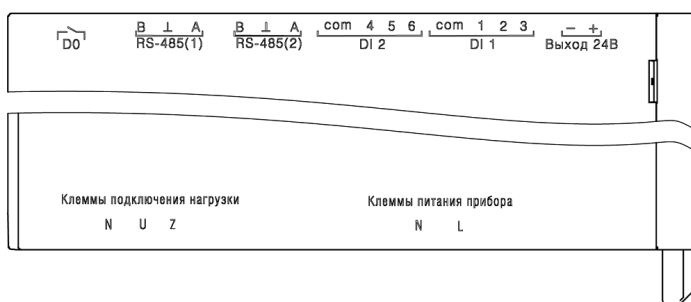 B ⊥ A B ⊥ A com 4 5 6 com 1 2 3 − +
D0 RS-485(1) RS-485(2) DI 2 DI 1 Выход 24В
Клеммы подключения нагрузки Клеммы питания прибора
N U Z N L